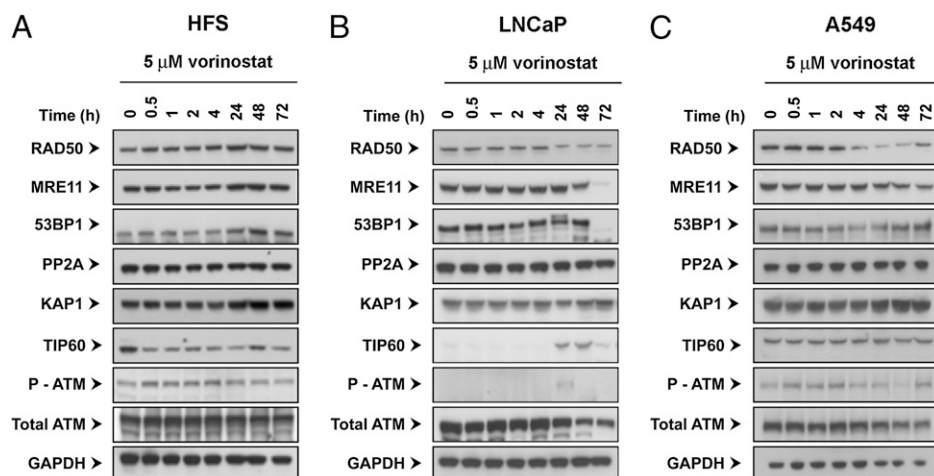 A
HFS
5 μM vorinostat
Time (h) 0 0.5 1 2 4 24 48 72
RAD50
MRE11
53BP1
PP2A
KAP1
TIP60
P - ATM
Total ATM
GAPDH
B
LNCaP
5 μM vorinostat
Time (h) 0 0.5 1 2 4 24 48 72
RAD50
MRE11
53BP1
PP2A
KAP1
TIP60
P - ATM
Total ATM
GAPDH
C
A549
5 μM vorinostat
Time (h) 0 0.5 1 2 4 24 48 72
RAD50
MRE11
53BP1
PP2A
KAP1
TIP60
P - ATM
Total ATM
GAPDH